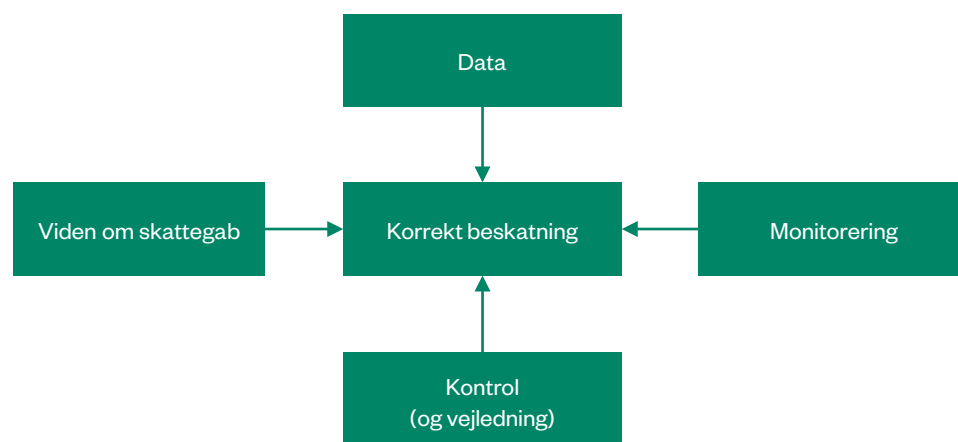 Data
Viden om skattegab
Korrekt beskatning
Monitorering
Kontrol
(og vejledning)